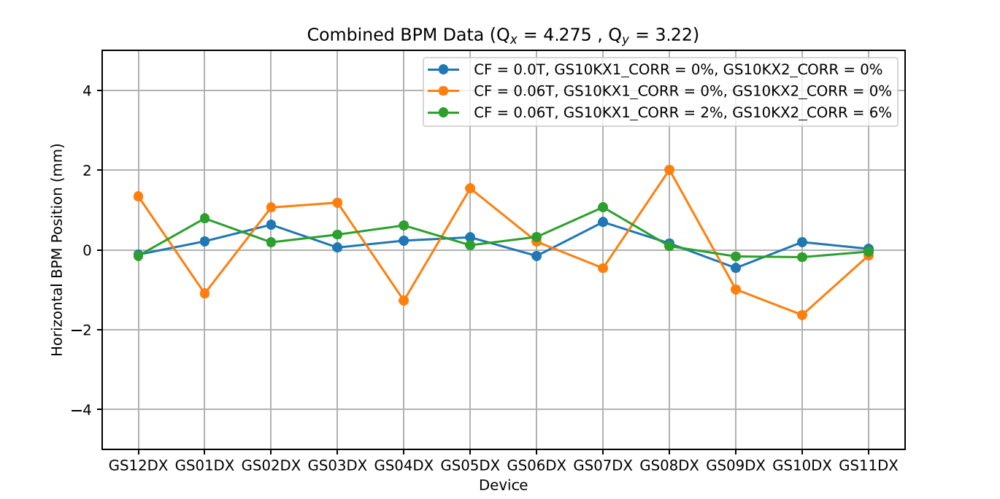 Combined BPM Data (Qx = 4.275 , Qy = 3.22)
CF = 0.0T, GS10KX1_CORR = 0%, GS10KX2_CORR = 0%
CF = 0.06T, GS10KX1_CORR = 0%, GS10KX2_CORR = 0%
CF = 0.06T, GS10KX1_CORR = 2%, GS10KX2_CORR = 6%
Horizontal BPM Position (mm)
4
2
0
−2
−4
GS12DX GS01DX GS02DX GS03DX GS04DX GS05DX GS06DX GS07DX GS08DX GS09DX GS10DX GS11DX
Device